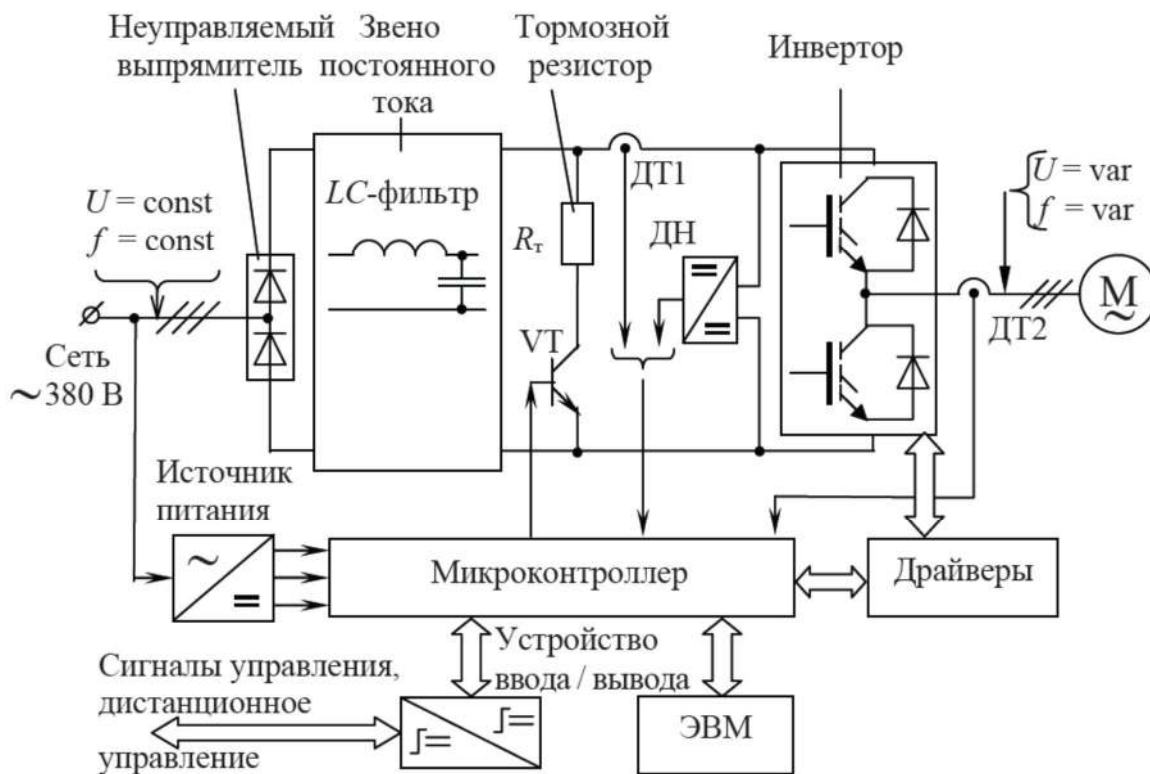 Неуправляемый
выпрямитель
Звено
постоянного
тока
Тормозной
резистор
Инвертор
U = const
f = const
LC-фильтр
Rт
ДТ1
ДН
U = var
f = var
М
~
ДТ2
VT
Сеть
~380 В
Источник
питания
~
=
Микроконтроллер
Драйверы
Устройство
ввода / вывода
Сигналы управления,
дистанционное
управление
ЭВМ